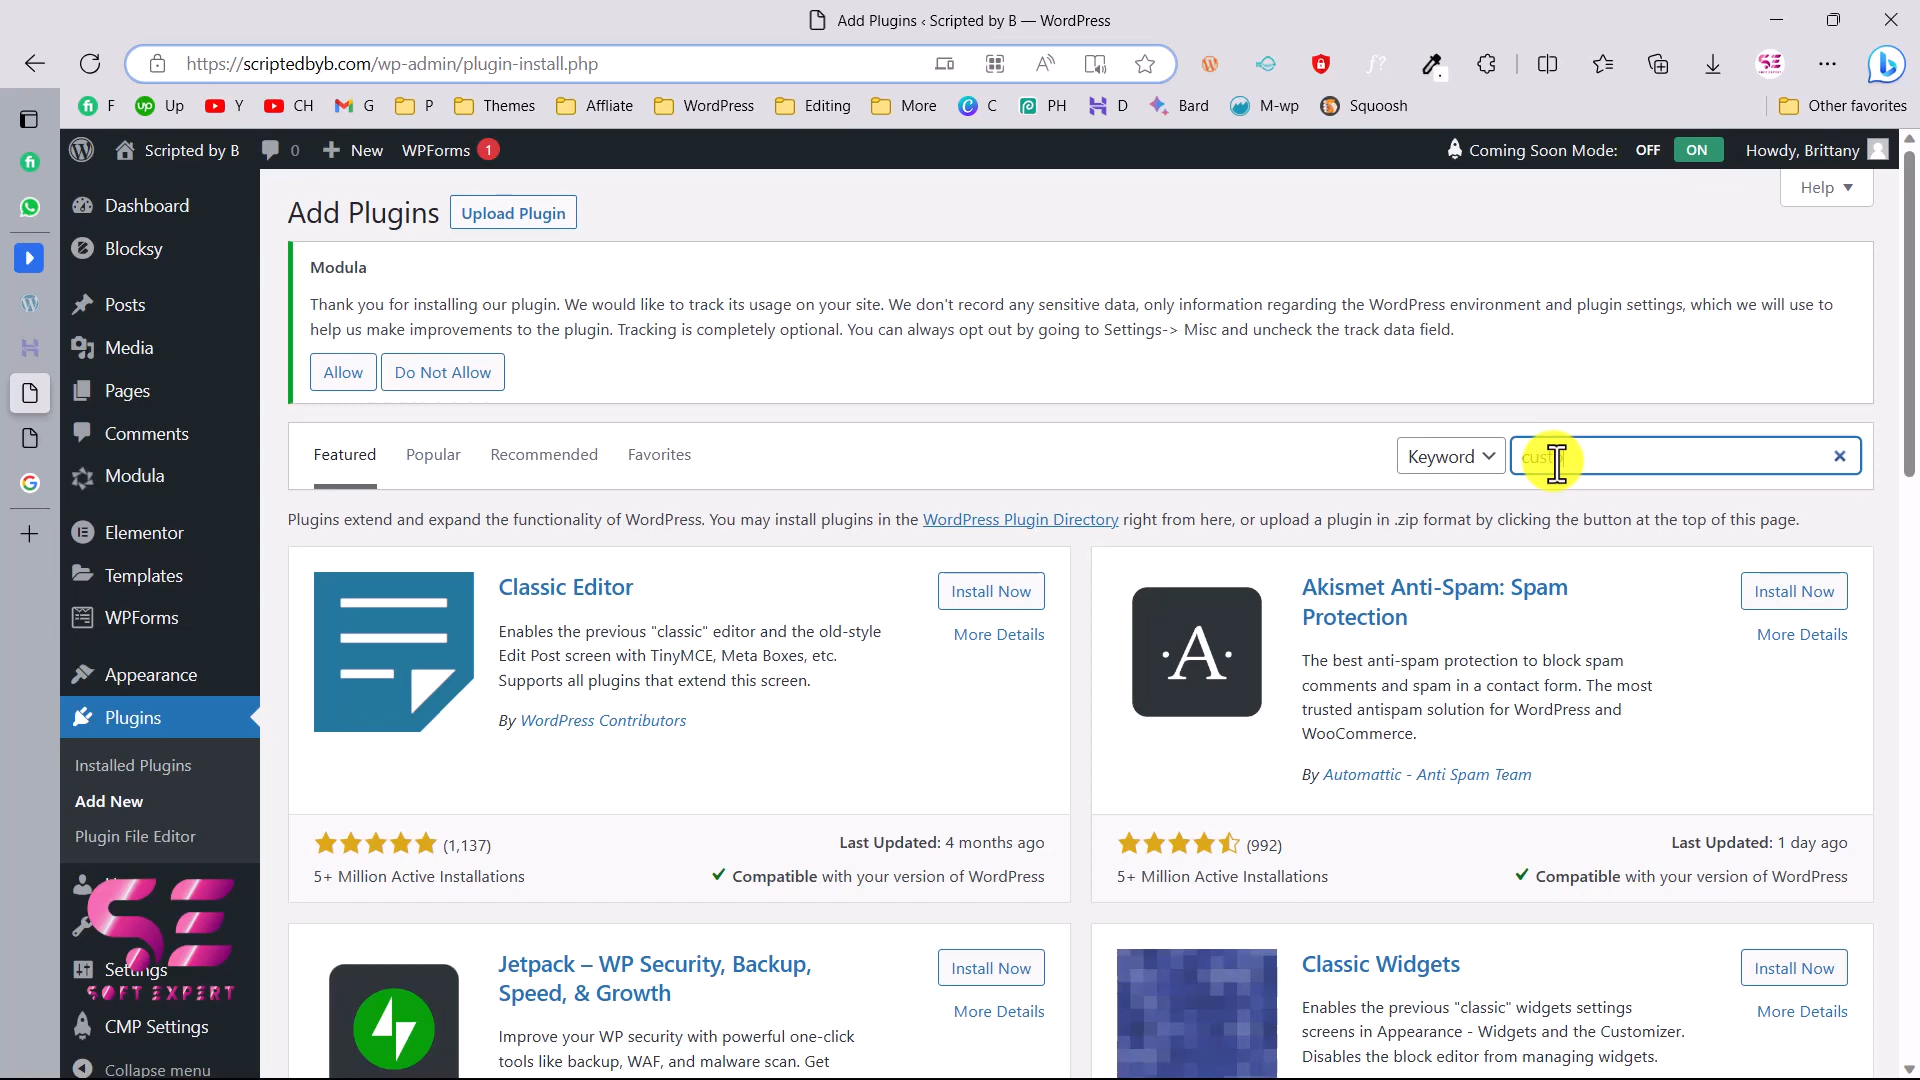 Add Plugins ‹ Scripted by B — WordPress
https://scriptedbyb.com/wp-admin/plugin-install.php
F Up Y CH G P Themes Affliate WordPress Editing More C PH D Bard M-wp Squoosh Other favorites
Scripted by B 0 New WPForms 1 Coming Soon Mode: OFF ON Howdy, Brittany
Help
Dashboard
Blocksy
Posts
Media
Pages
Comments
Modula
Elementor
Templates
WPForms
Appearance
Plugins
Installed Plugins
Add New
Plugin File Editor
Settings
SOFT EXPERT
CMP Settings
Collapse menu
Add Plugins Upload Plugin
Modula
Thank you for installing our plugin. We would like to track its usage on your site. We don't record any sensitive data, only information regarding the WordPress environment and plugin settings, which we will use to
help us make improvements to the plugin. Tracking is completely optional. You can always opt out by going to Settings-> Misc and uncheck the track data field.
Allow Do Not Allow
Featured Popular Recommended Favorites Keyword
Plugins extend and expand the functionality of WordPress. You may install plugins in the WordPress Plugin Directory right from here, or upload a plugin in .zip format by clicking the button at the top of this page.
Classic Editor
Install Now
More Details
Enables the previous "classic" editor and the old-style
Edit Post screen with TinyMCE, Meta Boxes, etc.
Supports all plugins that extend this screen.
By WordPress Contributors
(1,137)
Last Updated: 4 months ago
5+ Million Active Installations
Compatible with your version of WordPress
Akismet Anti-Spam: Spam
Protection
Install Now
More Details
The best anti-spam protection to block spam
comments and spam in a contact form. The most
trusted antispam solution for WordPress and
WooCommerce.
By Automattic - Anti Spam Team
(992)
Last Updated: 1 day ago
5+ Million Active Installations
Compatible with your version of WordPress
Jetpack – WP Security, Backup,
Speed, & Growth
Install Now
More Details
Improve your WP security with powerful one-click
tools like backup, WAF, and malware scan. Get
Classic Widgets
Install Now
More Details
Enables the previous "classic" widgets settings
screens in Appearance - Widgets and the Customizer.
Disables the block editor from managing widgets.